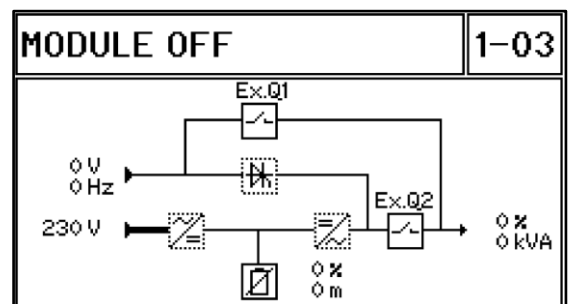 MODULE OFF
1-03
Ex.Q1
0 V
0 Hz
Ex.Q2
230 V
0 %
0 kVA
0 %
0 m